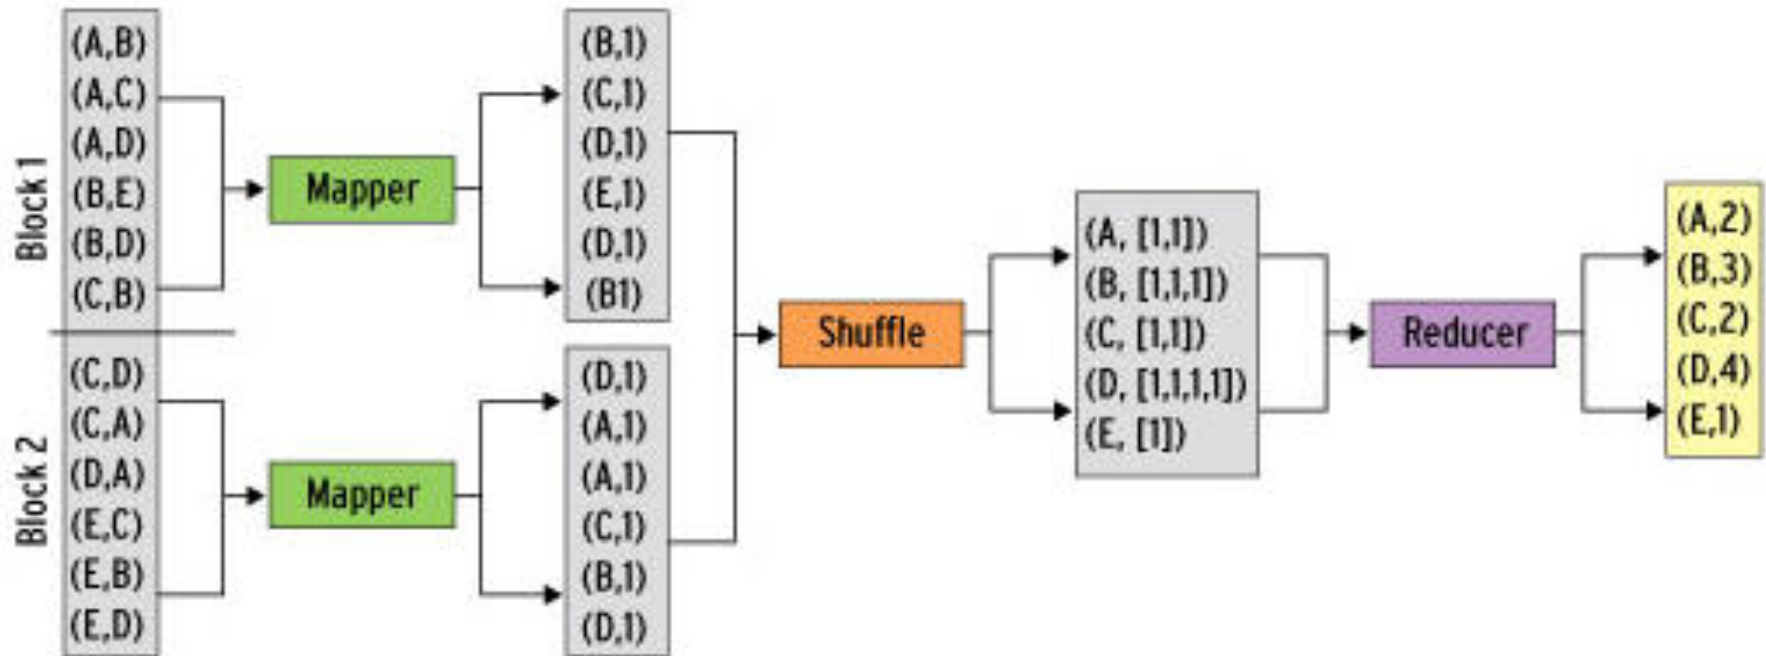 Block 1
(A,B)
(A,C)
(A,D)
(B,E)
(B,D)
(C,B)
Block 2
(C,D)
(C,A)
(D,A)
(E,C)
(E,B)
(E,D)
Mapper
Mapper
(B,1)
(C,1)
(D,1)
(E,1)
(D,1)
(B1)
(D,1)
(A,1)
(A,1)
(C,1)
(B,1)
(D,1)
Shuffle
(A, [1,1])
(B, [1,1,1])
(C, [1,1])
(D, [1,1,1,1])
(E, [1])
Reducer
(A,2)
(B,3)
(C,2)
(D,4)
(E,1)